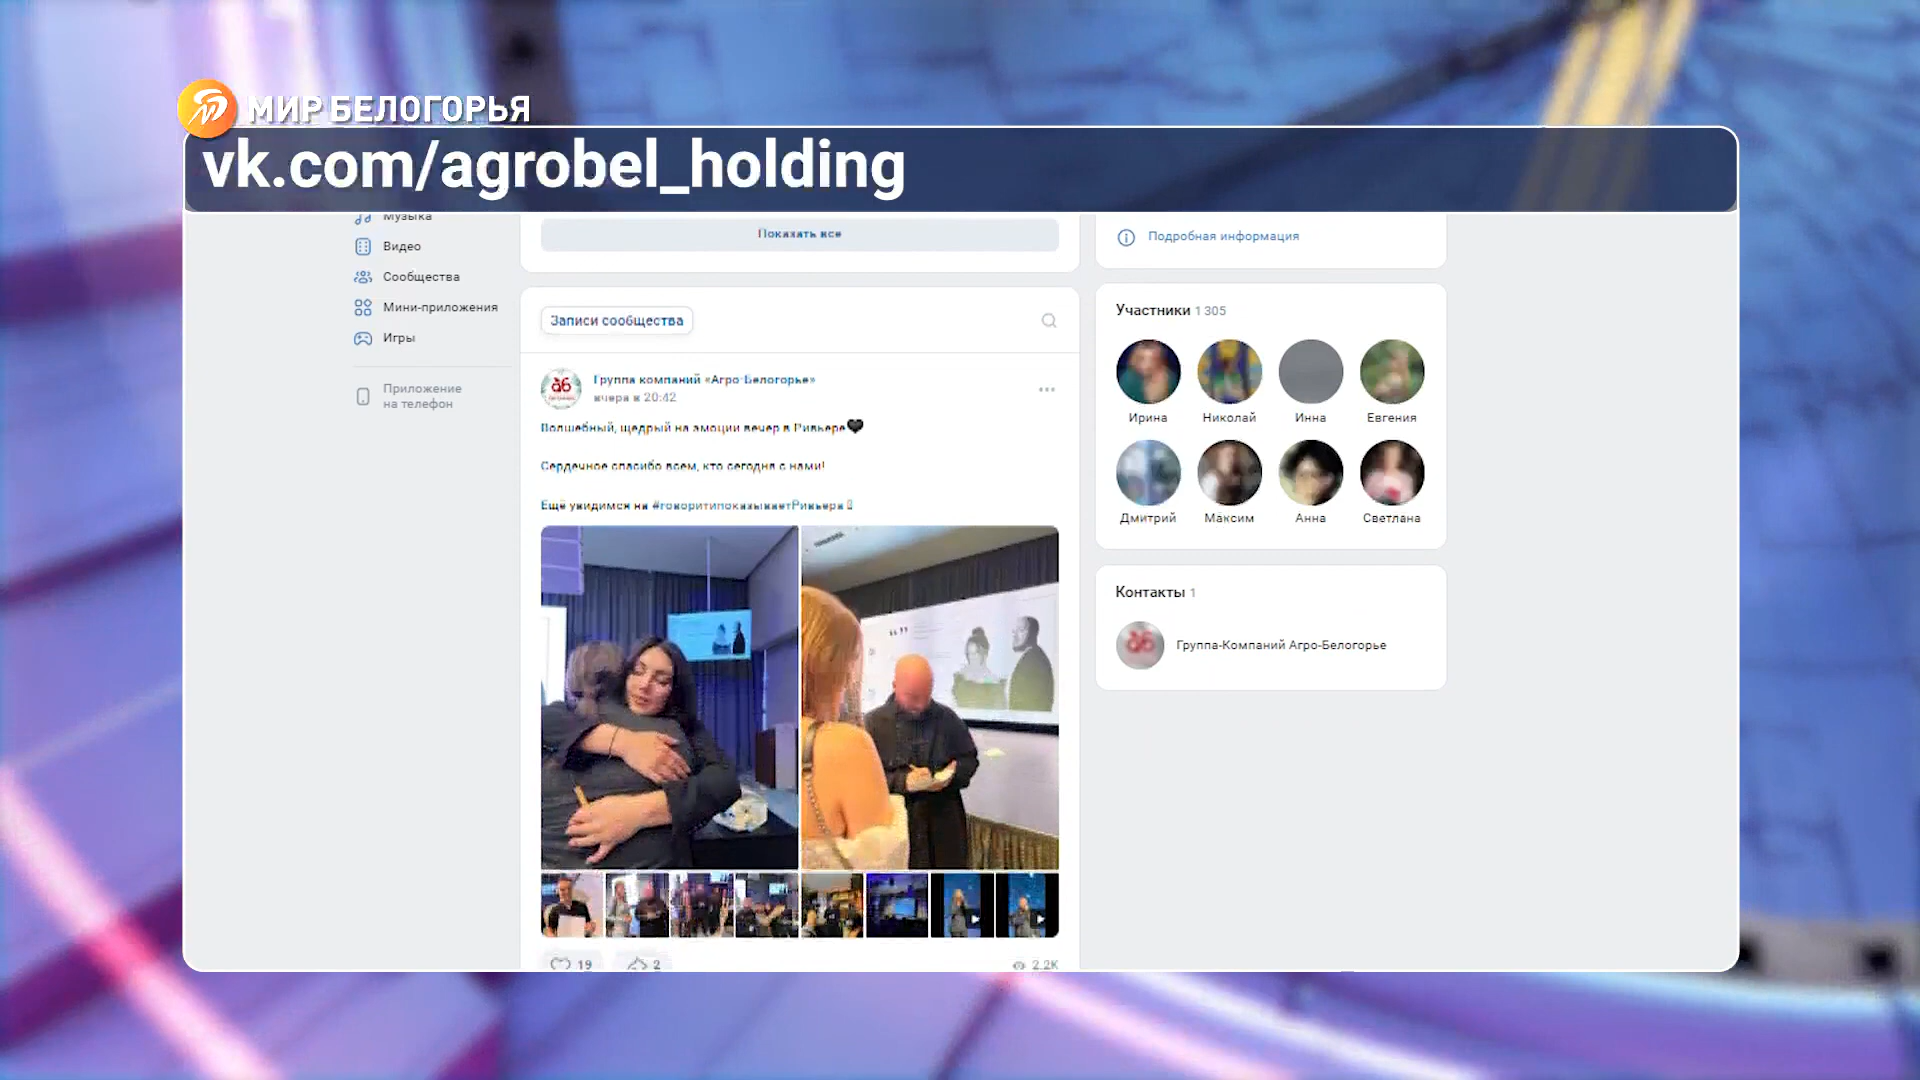 МИР БЕЛОГОРЬЯ
vk.com/agrobel_holding
Музыка
Видео
Сообщества
Мини-приложения
Игры
Приложение
на телефон
Показать все
Записи сообщества
Группа компаний «Агро-Белогорье»
вчера в 20:42
Волшебный, щедрый на эмоции вечер в Ривьере🖤
Сердечное спасибо всем, кто сегодня с нами!
Ещё увидимся на #говоритипоказываетРивьера
19
2
2.2K
Подробная информация
Участники 1 305
Ирина
Николай
Инна
Евгения
Дмитрий
Максим
Анна
Светлана
Контакты 1
Группа-Компаний Агро-Белогорье